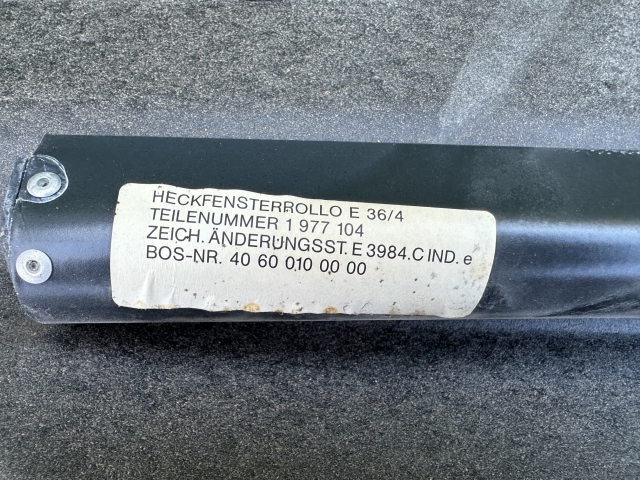 HECKFENSTERROLLO E 36/4
TEILENUMMER 1 977 104
ZEICH. ÄNDERUNGSST. E 3984.C IND. e
BOS-NR. 40 60 010 00 00